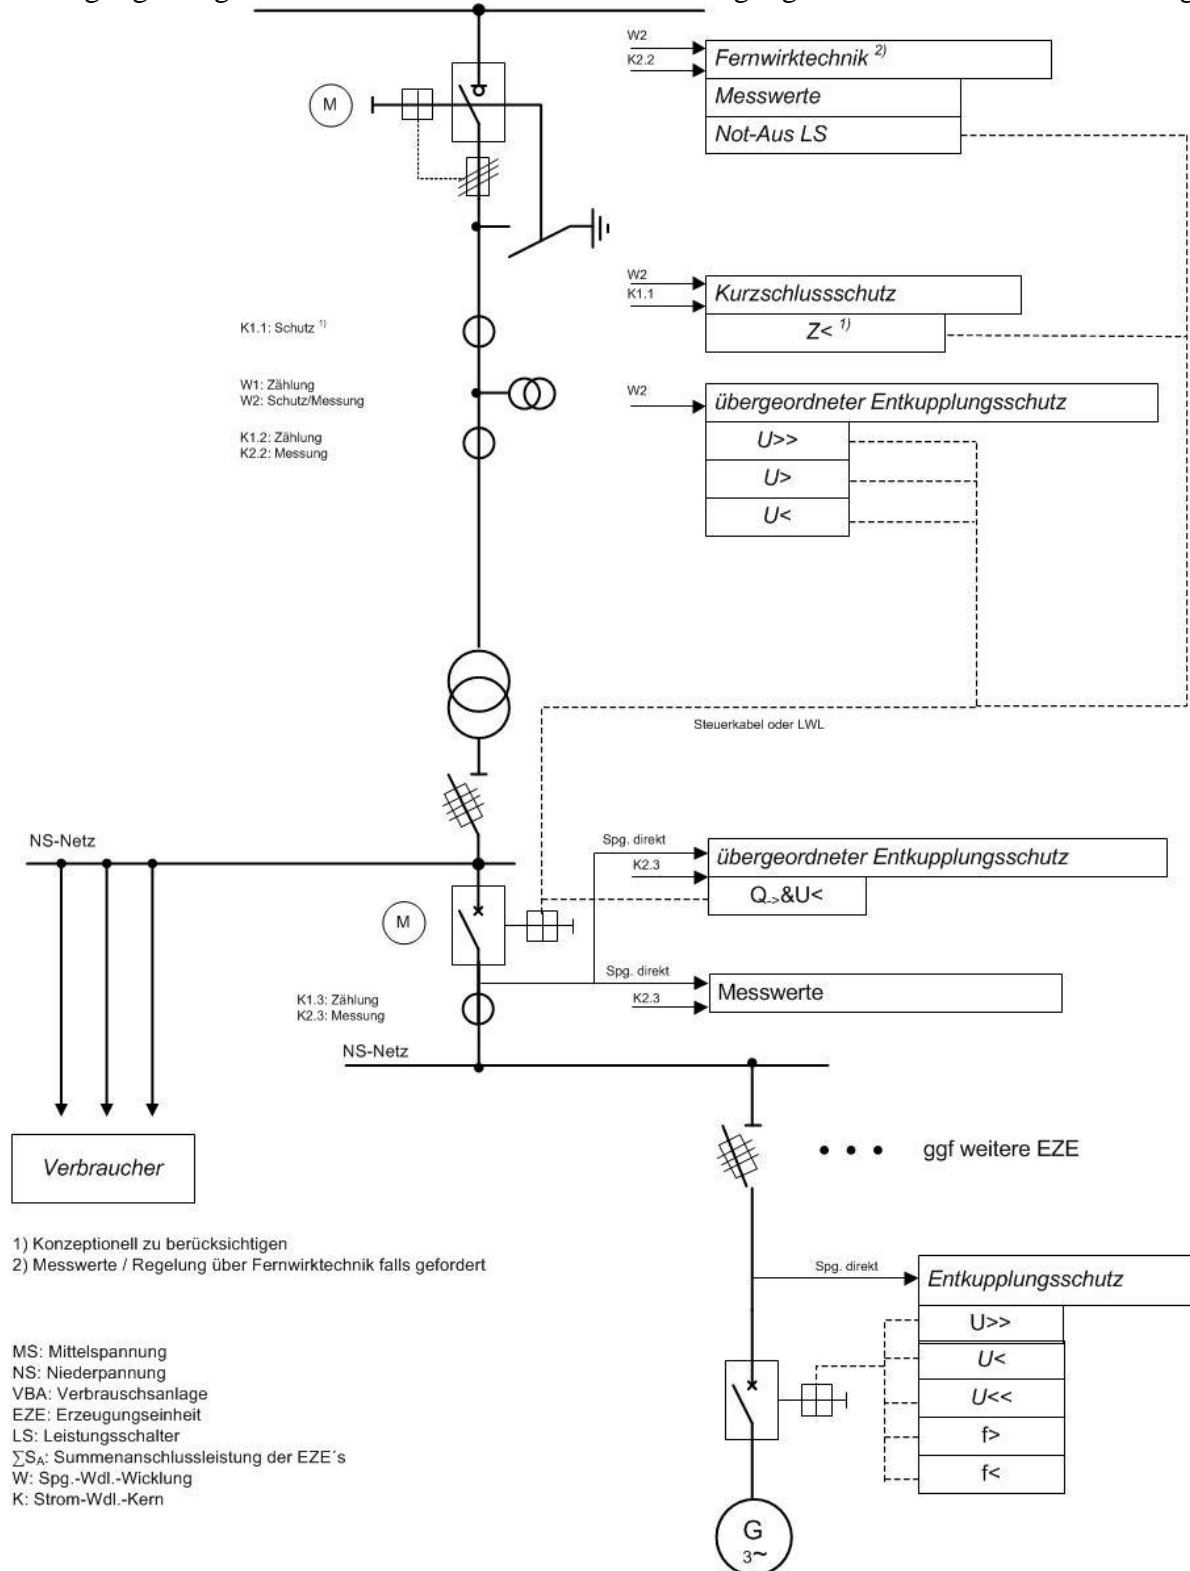 W2
K2.2
Fernwirktechnik 2)
Messwerte
Not-Aus LS
M
W2
K1.1
Kurzschlussschutz
Z< 1)
K1.1: Schutz 1)
W1: Zählung
W2: Schutz/Messung
K1.2: Zählung
K2.2: Messung
W2
übergeordneter Entkupplungsschutz
U>>
U>
U<
Steuerkabel oder LWL
NS-Netz
Spg. direkt
K2.3
übergeordneter Entkupplungsschutz
Q->&U<
M
Spg. direkt
K2.3
Messwerte
K1.3: Zählung
K2.3: Messung
NS-Netz
Verbraucher
ggf weitere EZE
1) Konzeptionell zu berücksichtigen
2) Messwerte / Regelung über Fernwirktechnik falls gefordert
Spg. direkt
Entkupplungsschutz
U>>
U<
U<<
f>
f<
MS: Mittelspannung
NS: Niederpannung
VBA: Verbrauschsanlage
EZE: Erzeugungseinheit
LS: Leistungsschalter
∑SA: Summenanschlussleistung der EZE´s
W: Spg.-Wdl.-Wicklung
K: Strom-Wdl.-Kern
G
3~